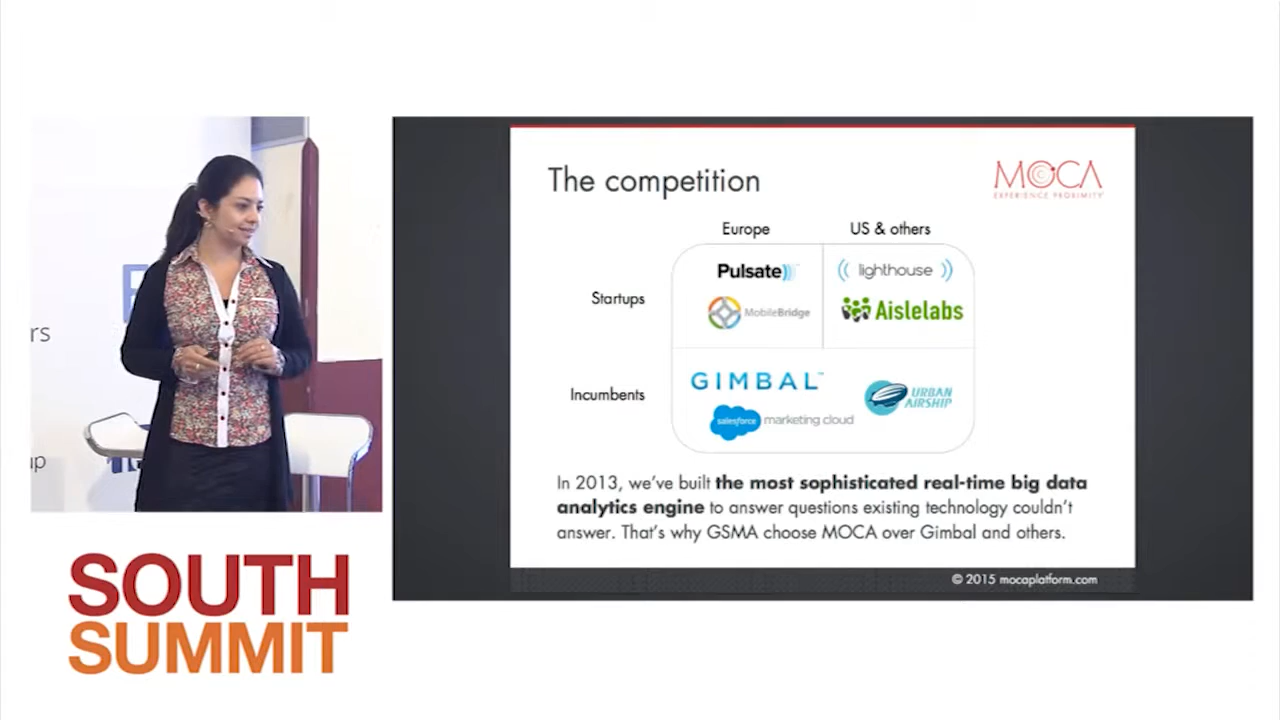 rs
up
The competition
MOCA
EXPERIENCE PROXIMITY
Europe
US & others
Startups
Pulsate
lighthouse
MobileBridge
Aislelabs
Incumbents
GIMBAL™
URBAN
AIRSHIP
salesforce marketing cloud
In 2013, we've built the most sophisticated real-time big data
analytics engine to answer questions existing technology couldn't
answer. That's why GSMA choose MOCA over Gimbal and others.
© 2015 mocaplatform.com
SOUTH
SUMMIT